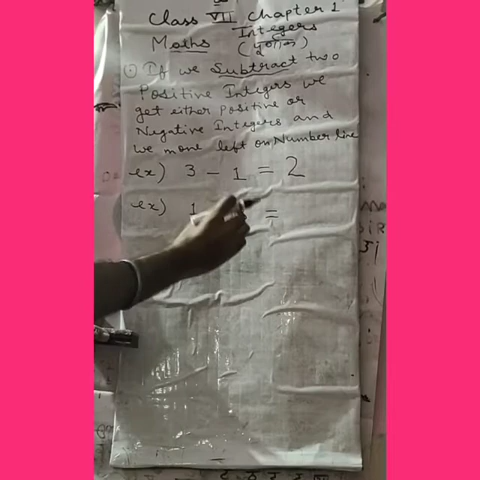 Class VII Chapter 1
Integers
Maths (पूर्णांक)
If we Subtract two
Positive Integers we
get either positive or
Negative Integers and
we move left on Number line
ex) 3 - 1 = 2
ex) 1 =